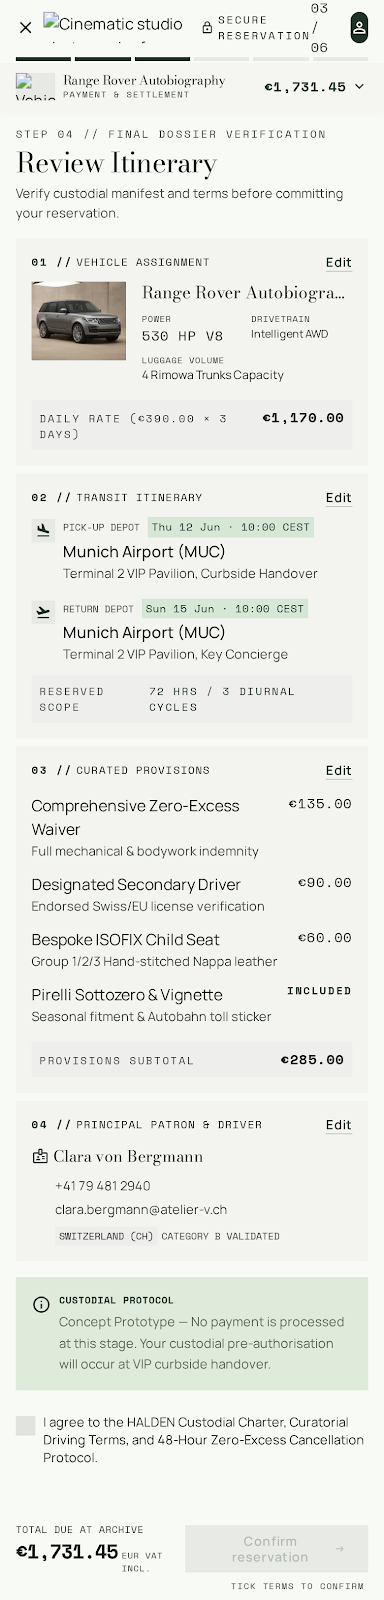 Cinematic studio
SECURE
RESERVATION
03
/
06
Range Rover Autobiography
PAYMENT & SETTLEMENT
€1,731.45
STEP 04 // FINAL DOSSIER VERIFICATION
Review Itinerary
Verify custodial manifest and terms before committing
your reservation.
01 // VEHICLE ASSIGNMENT
Edit
Range Rover Autobiogra...
POWER
DRIVETRAIN
530 HP V8
Intelligent AWD
LUGGAGE VOLUME
4 Rimowa Trunks Capacity
DAILY RATE (€390.00 × 3
DAYS)
€1,170.00
02 // TRANSIT ITINERARY
Edit
PICK-UP DEPOT
Thu 12 Jun · 10:00 CEST
Munich Airport (MUC)
Terminal 2 VIP Pavilion, Curbside Handover
RETURN DEPOT
Sun 15 Jun · 10:00 CEST
Munich Airport (MUC)
Terminal 2 VIP Pavilion, Key Concierge
RESERVED
SCOPE
72 HRS / 3 DIURNAL
CYCLES
03 // CURATED PROVISIONS
Edit
Comprehensive Zero-Excess
Waiver
€135.00
Full mechanical & bodywork indemnity
Designated Secondary Driver
€90.00
Endorsed Swiss/EU license verification
Bespoke ISOFIX Child Seat
€60.00
Group 1/2/3 Hand-stitched Nappa leather
Pirelli Sottozero & Vignette
INCLUDED
Seasonal fitment & Autobahn toll sticker
PROVISIONS SUBTOTAL
€285.00
04 // PRINCIPAL PATRON & DRIVER
Edit
Clara von Bergmann
+41 79 481 2940
clara.bergmann@atelier-v.ch
SWITZERLAND (CH) CATEGORY B VALIDATED
CUSTODIAL PROTOCOL
Concept Prototype — No payment is processed
at this stage. Your custodial pre-authorisation
will occur at VIP curbside handover.
I agree to the HALDEN Custodial Charter, Curatorial
Driving Terms, and 48-Hour Zero-Excess Cancellation
Protocol.
TOTAL DUE AT ARCHIVE
€1,731.45
EUR VAT
INCL.
Confirm
reservation
→
TICK TERMS TO CONFIRM